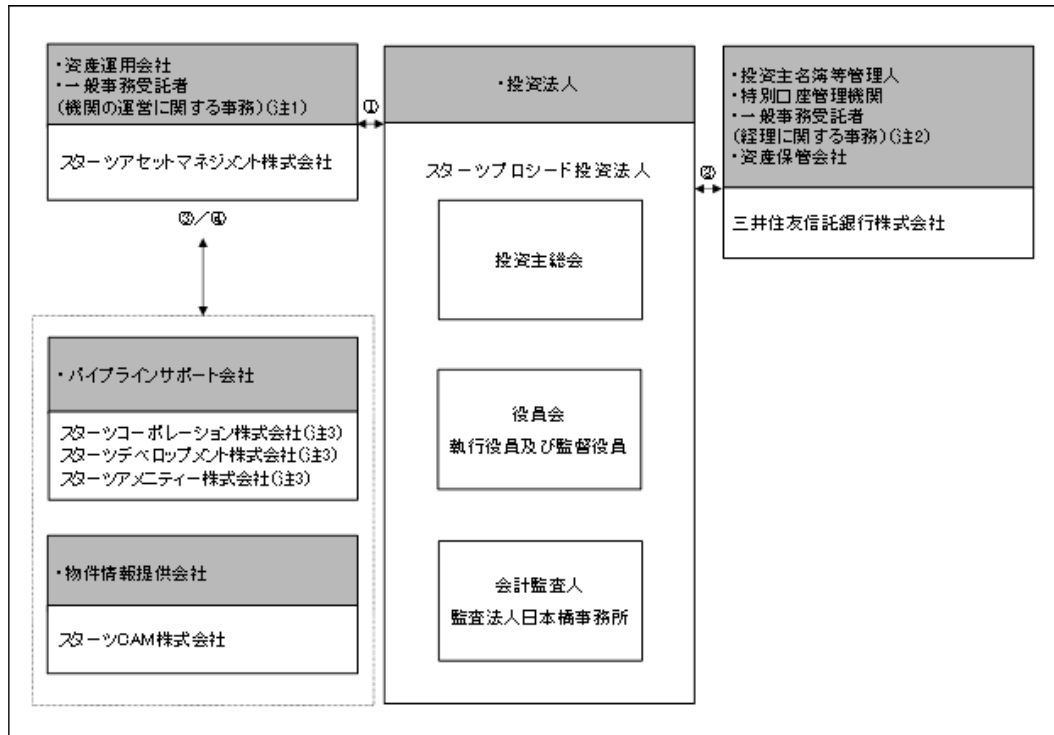 ・資産運用会社
・一般事務受託者
(機関の運営に関する事務)(注1)
スターツアセットマネジメント株式会社
①
・投資法人
スターツプロシード投資法人
投資主総会
役員会
執行役員及び監督役員
会計監査人
監査法人日本橋事務所
②
・投資主名簿等管理人
・特別口座管理機関
・一般事務受託者
(経理に関する事務)(注2)
・資産保管会社
三井住友信託銀行株式会社
③/④
・パイプラインサポート会社
スターツコーポレーション株式会社(注3)
スターツデベロップメント株式会社(注3)
スターツアメニティー株式会社(注3)
・物件情報提供会社
スターツCAM株式会社